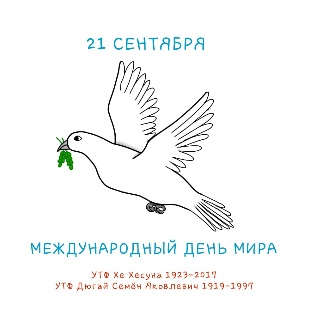 21 СЕНТЯБРЯ
МЕЖДУНАРОДНЫЙ ДЕНЬ МИРА
УТФ Хе Хесуна 1923-2017
УТФ Дюгай Семён Яковлевич 1919-1997